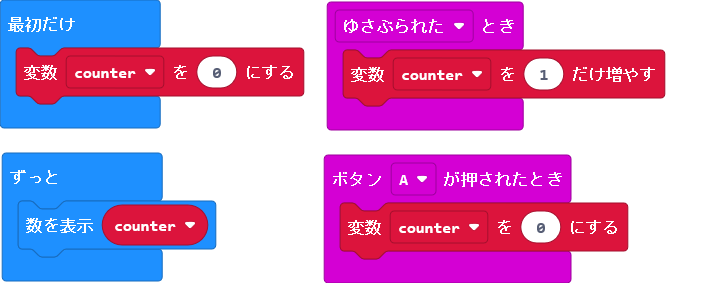 最初だけ
変数 counter を 0 にする
ゆさぶられた とき
変数 counter を 1 だけ増やす
ずっと
数を表示 counter
ボタン A が押されたとき
変数 counter を 0 にする